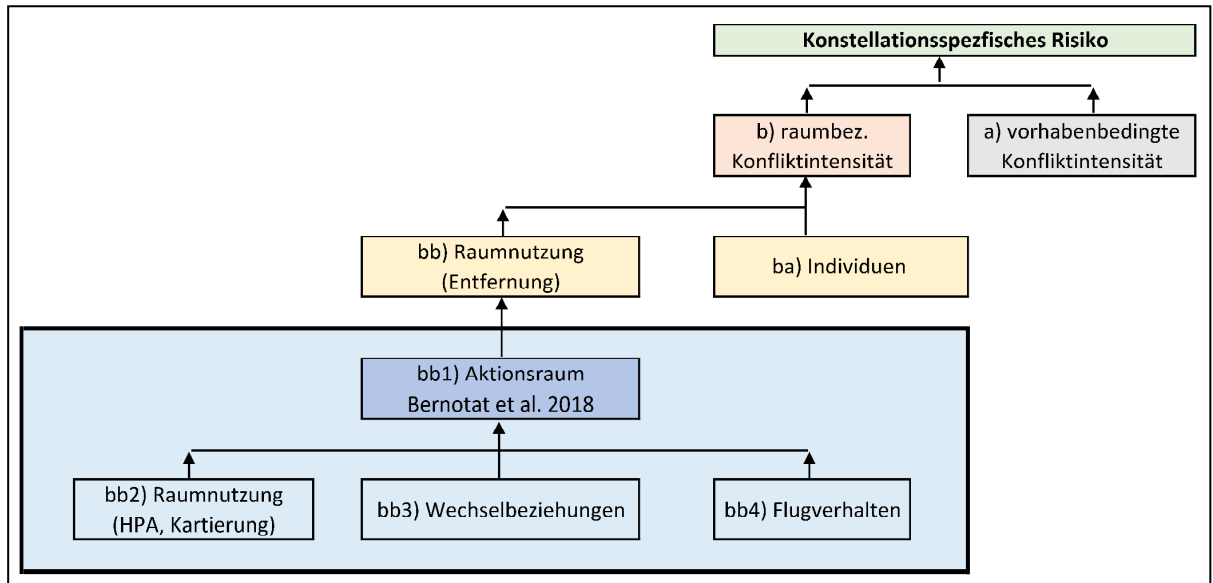 Konstellationsspezfisches Risiko
b) raumbez.
Konfliktintensität
a) vorhabenbedingte
Konfliktintensität
bb) Raumnutzung
(Entfernung)
ba) Individuen
bb1) Aktionsraum
Bernotat et al. 2018
bb2) Raumnutzung
(HPA, Kartierung)
bb3) Wechselbeziehungen
bb4) Flugverhalten